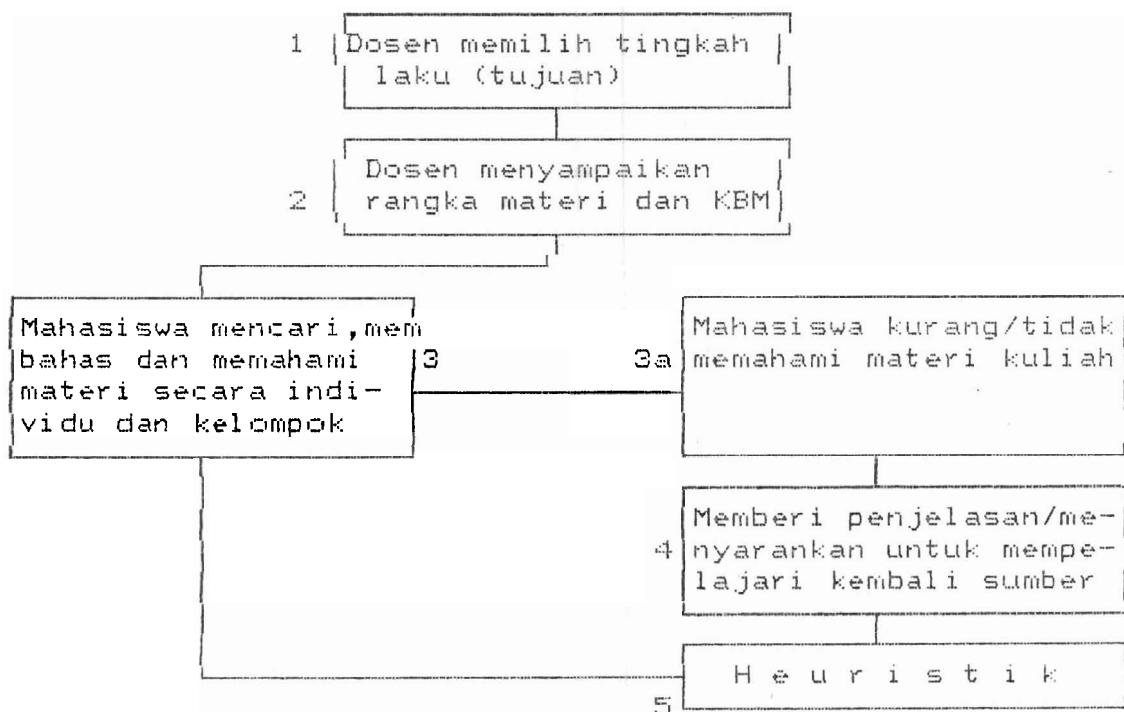 1 Dosen memilih tingkah
laku (tujuan)
2 Dosen menyampaikan
rangka materi dan KBM
Mahasiswa mencari,mem
bahas dan memahami
materi secara indi-
vidu dan kelompok
3
3a
Mahasiswa kurang/tidak
memahami materi kuliah
4
Memberi penjelasan/me-
nyarankan untuk mempe-
lajari kembali sumber
H e u r i s t i k
5